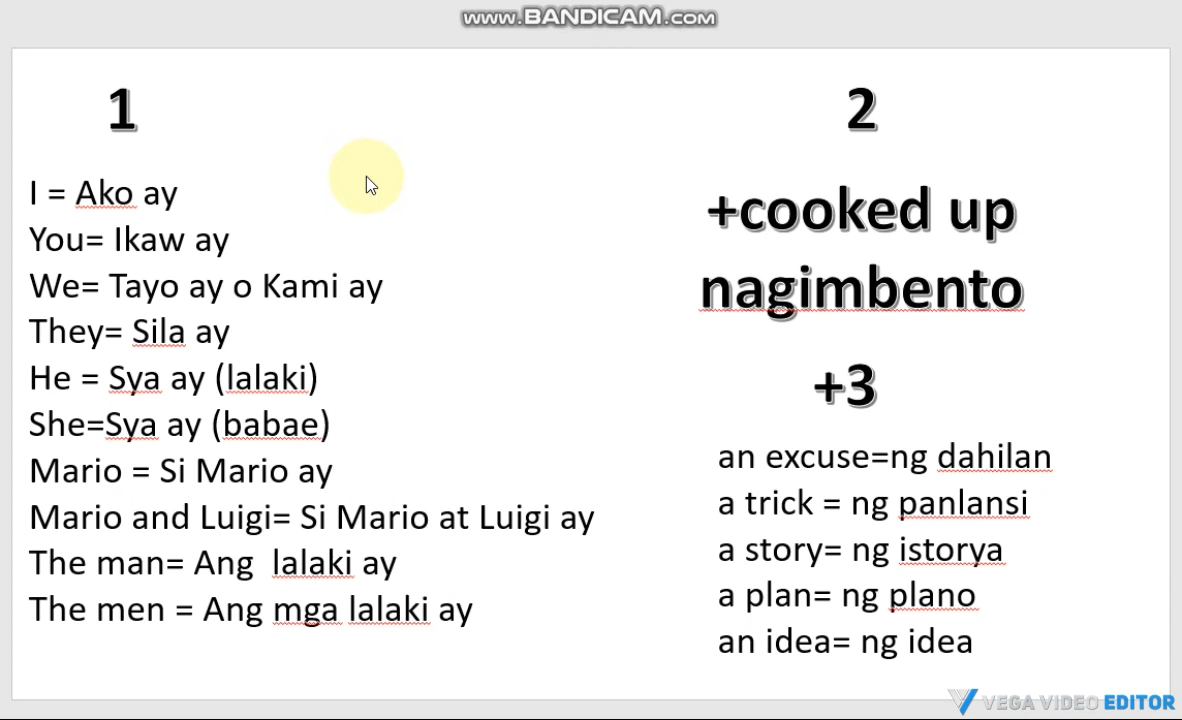 www.BANDICAM.com
1
I = Ako ay
You= Ikaw ay
We= Tayo ay o Kami ay
They= Sila ay
He = Sya ay (lalaki)
She=Sya ay (babae)
Mario = Si Mario ay
Mario and Luigi= Si Mario at Luigi ay
The man= Ang  lalaki ay
The men = Ang mga lalaki ay
2
+cooked up
nagimbento
+3
an excuse=ng dahilan
a trick = ng panlansi
a story= ng istorya
a plan= ng plano
an idea= ng idea
VEGA VIDEO EDITOR